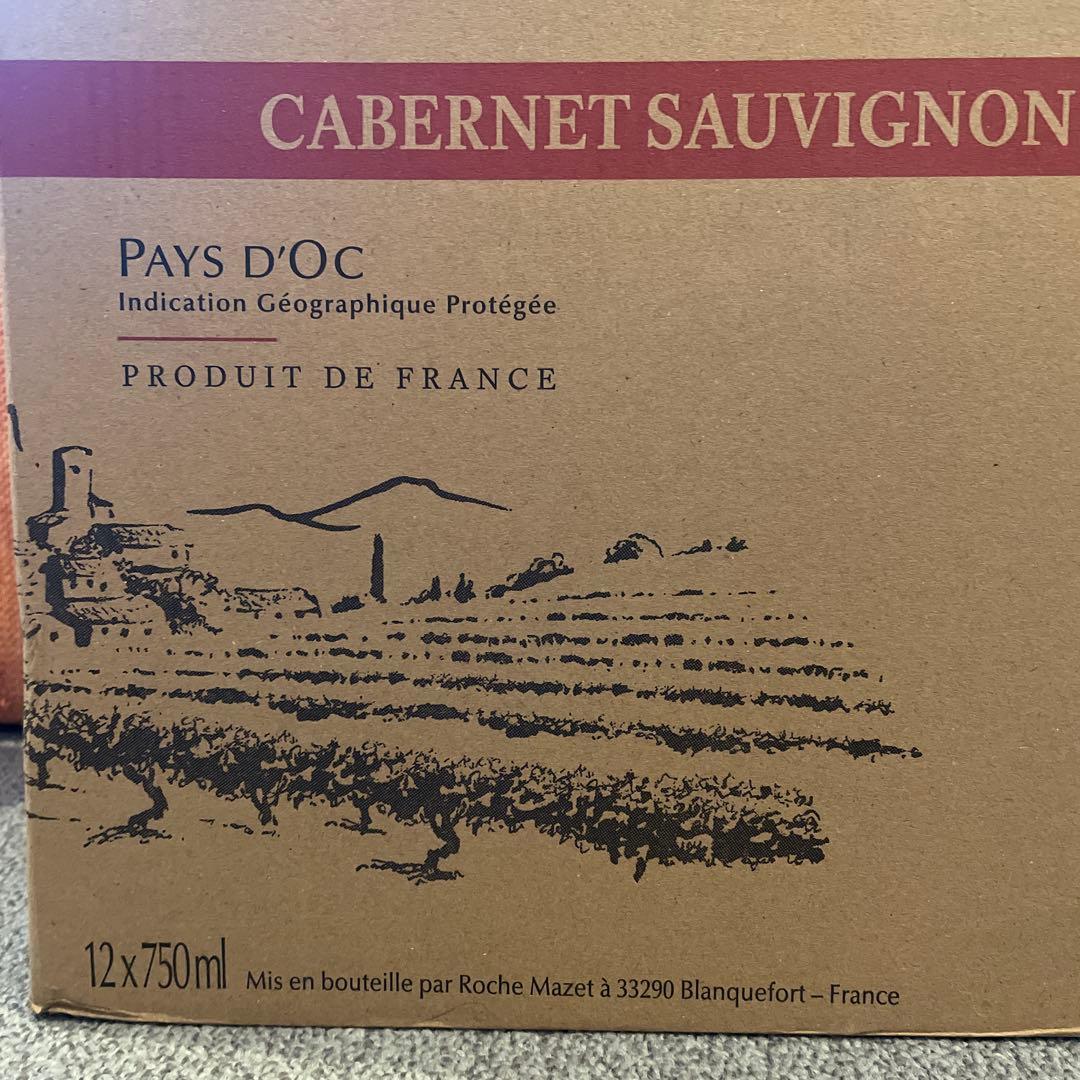 CABERNET SAUVIGNON
PAYS D'OC
Indication Géographique Protégée
PRODUIT DE FRANCE
12x750ml Mis en bouteille par Roche Mazet à 33290 Blanquefort – France